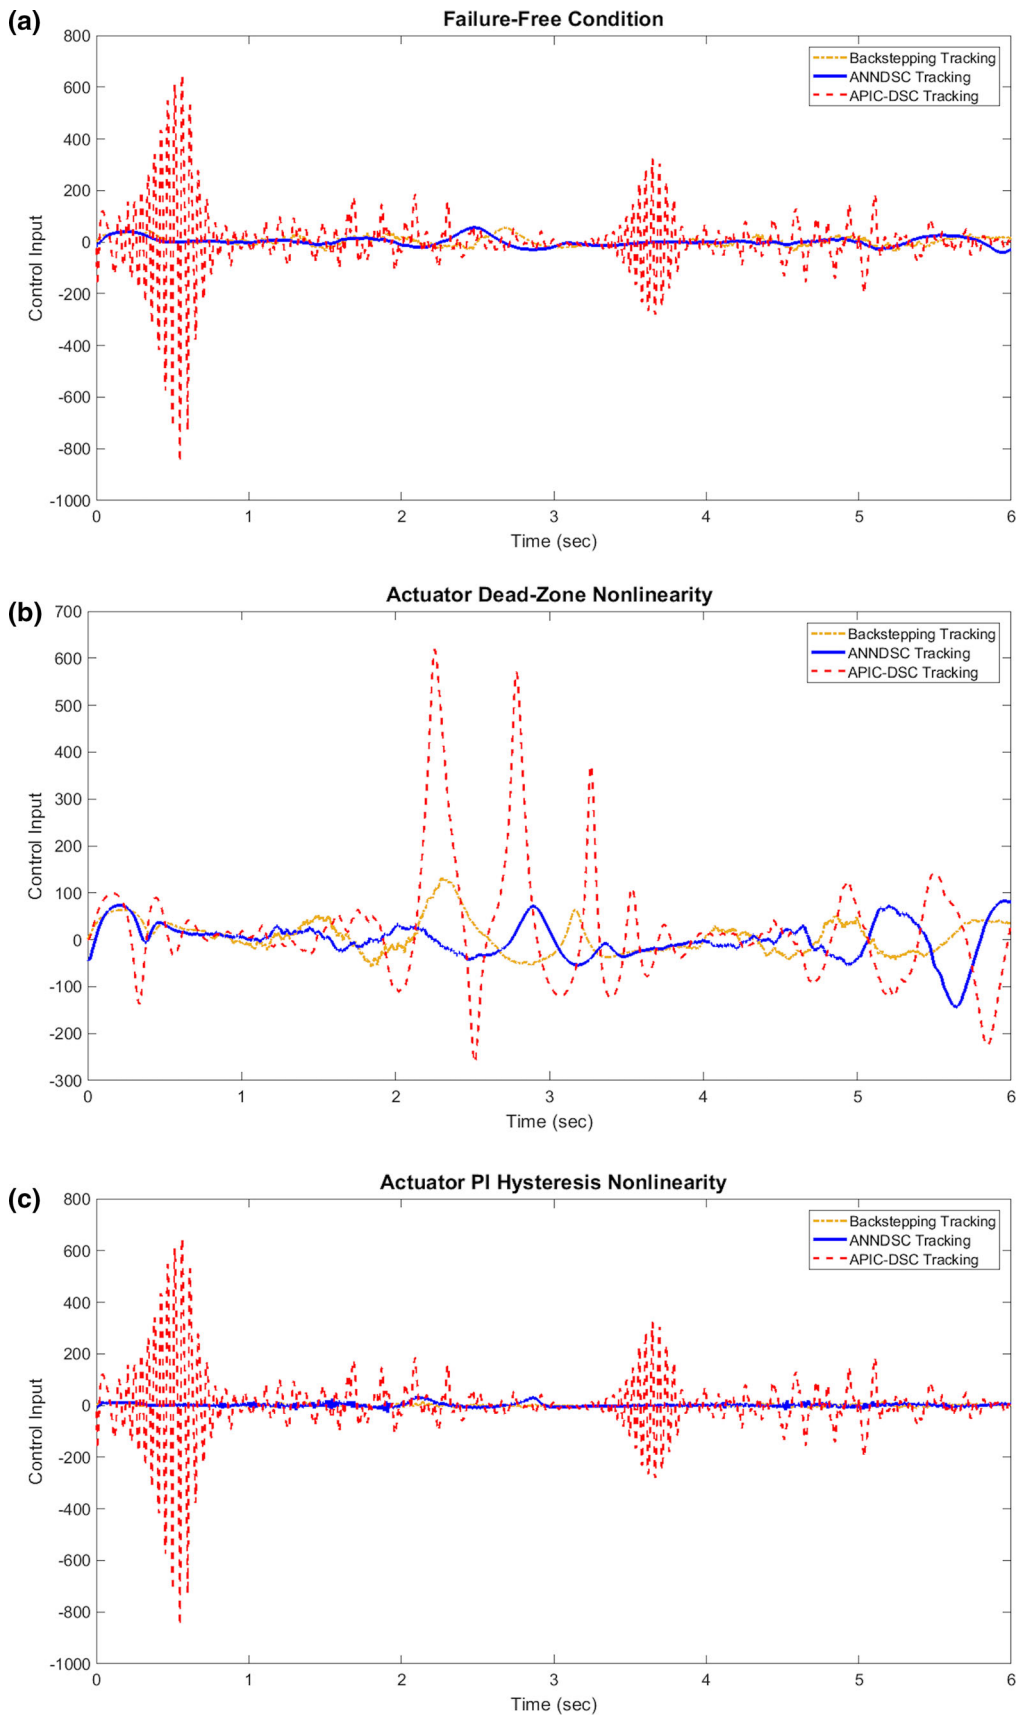 (a)
Failure-Free Condition
800
600
400
200
0
-200
-400
-600
-800
-1000
Control Input
Backstepping Tracking
ANNDSC Tracking
APIC-DSC Tracking
0 1 2 3 4 5 6
Time (sec)
(b)
Actuator Dead-Zone Nonlinearity
700
600
500
400
300
200
100
0
-100
-200
-300
Control Input
Backstepping Tracking
ANNDSC Tracking
APIC-DSC Tracking
0 1 2 3 4 5 6
Time (sec)
(c)
Actuator PI Hysteresis Nonlinearity
800
600
400
200
0
-200
-400
-600
-800
-1000
Control Input
Backstepping Tracking
ANNDSC Tracking
APIC-DSC Tracking
0 1 2 3 4 5 6
Time (sec)